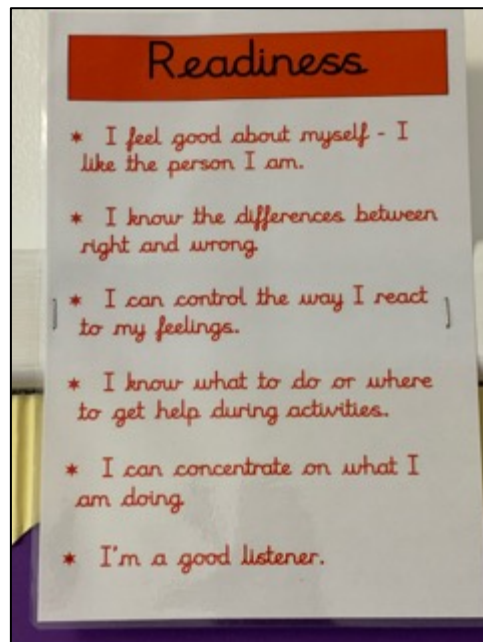 Readiness
* I feel good about myself - I
like the person I am.
* I know the differences between
right and wrong.
* I can control the way I react
to my feelings.
* I know what to do or where
to get help during activities.
* I can concentrate on what I
am doing.
* I'm a good listener.